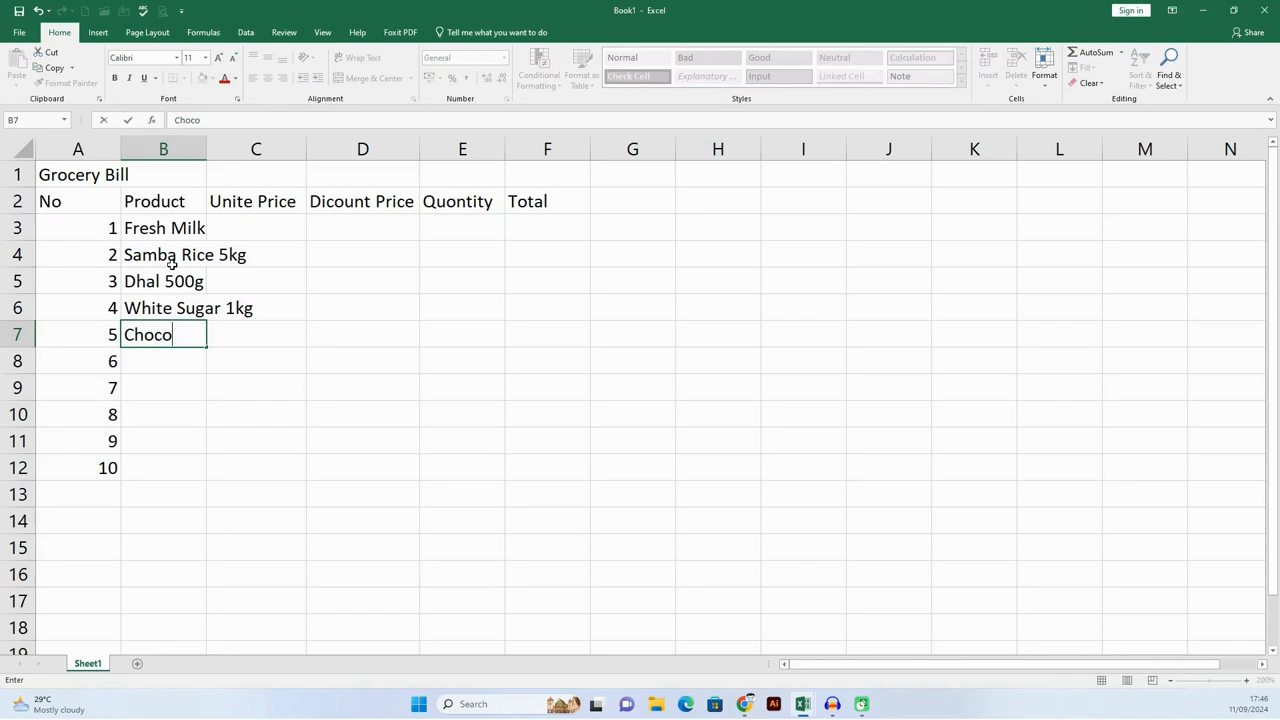 Book1 - Excel
Sign in
File Home Insert Page Layout Formulas Data Review View Help Foxit PDF Tell me what you want to do Share
Paste Cut Copy Format Painter Clipboard
Calibri 11 Font
Wrap Text Merge & Center Alignment
General Number
Conditional Formatting Format as Table
Normal Bad Good Neutral Calculation
Check Cell Explanatory ... Input Linked Cell Note
Styles
Insert Delete Format Cells
AutoSum Fill Clear Sort & Filter Find & Select Editing
B7 Choco
A B C D E F G H I J K L M N
1 Grocery Bill
2 No Product Unite Price Dicount Price Quontity Total
3 1 Fresh Milk
4 2 Samba Rice 5kg
5 3 Dhal 500g
6 4 White Sugar 1kg
7 5 Choco
8 6
9 7
10 8
11 9
12 10
13
14
15
16
17
18
19
Sheet1
Enter 200%
29°C
Mostly cloudy
Search
17:46
11/09/2024